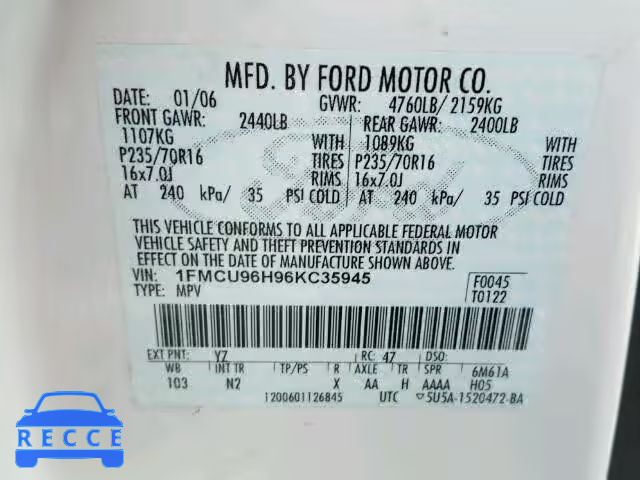 MFD. BY FORD MOTOR CO.
DATE: 01/06 GVWR: 4760LB/ 2159KG
FRONT GAWR: 2440LB REAR GAWR: 2400LB
1107KG WITH 1089KG WITH
P235/70R16 TIRES P235/70R16 TIRES
16x7.0J RIMS 16x7.0J RIMS
AT 240 kPa/ 35 PSI COLD AT 240 kPa/ 35 PSI COLD
THIS VEHICLE CONFORMS TO ALL APPLICABLE FEDERAL MOTOR
VEHICLE SAFETY AND THEFT PREVENTION STANDARDS IN
EFFECT ON THE DATE OF MANUFACTURE SHOWN ABOVE.
VIN: 1FMCU96H96KC35945 F0045
TYPE: MPV T0122
EXT PNT: YZ RC: 47 DSO:
WB INT TR TP/PS R AXLE TR SPR 6M61A
103 N2 X AA H AAAA H05
1200601126845 UTC ▽5U5A-1520472-BA
RECCE